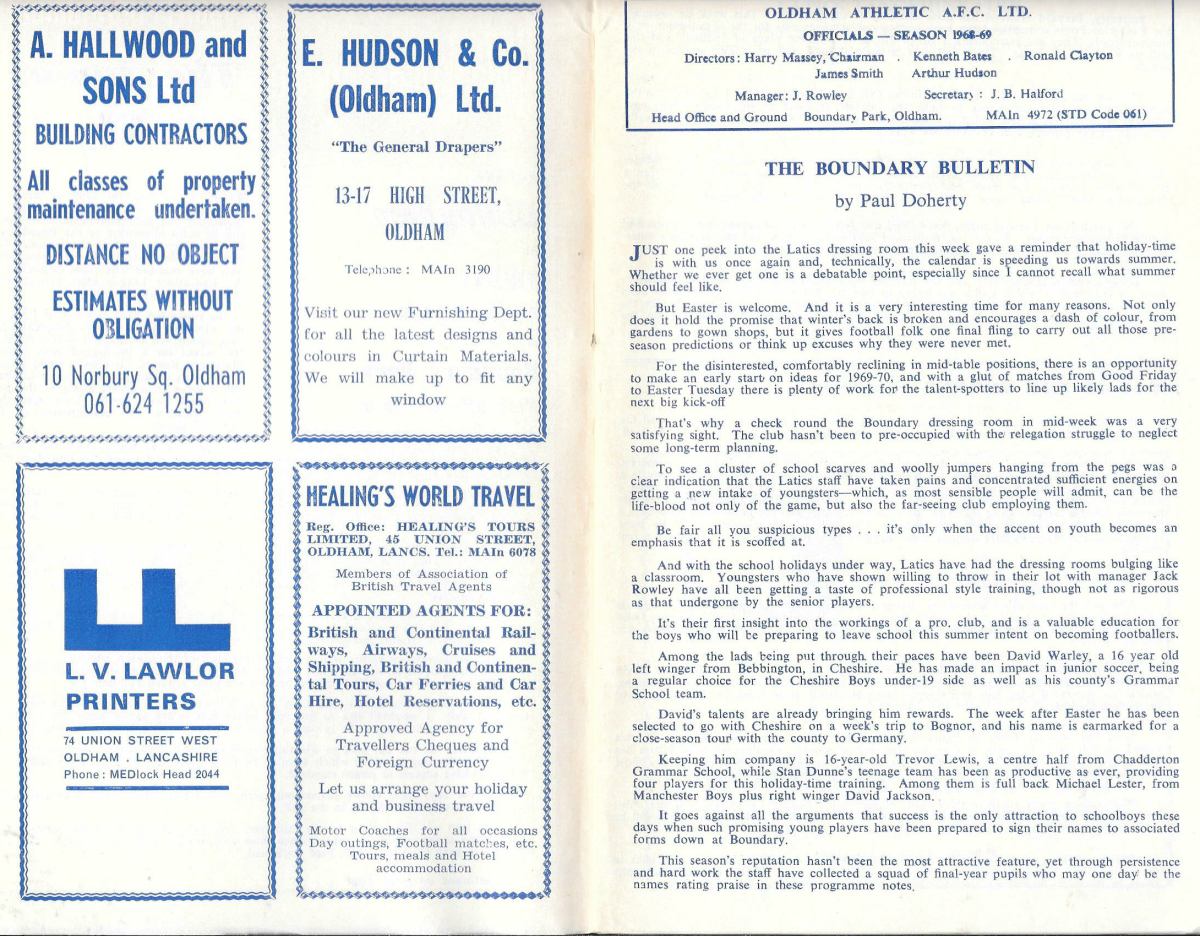 A. HALLWOOD and
SONS Ltd
BUILDING CONTRACTORS
All classes of property
maintenance undertaken.
DISTANCE NO OBJECT
ESTIMATES WITHOUT
OBLIGATION
10 Norbury Sq. Oldham
061-624 1255
E. HUDSON & Co.
(Oldham) Ltd.
"The General Drapers"
13-17 HIGH STREET,
OLDHAM
Telephone: MAIn 3190
Visit our new Furnishing Dept.
for all the latest designs and
colours in Curtain Materials.
We will make up to fit any
window
L. V. LAWLOR
PRINTERS
74 UNION STREET WEST
OLDHAM . LANCASHIRE
Phone : MEDlock Head 2044
HEALING'S WORLD TRAVEL
Reg. Office: HEALING'S TOURS
LIMITED, 45 UNION STREET,
OLDHAM, LANCS. Tel.: MAIn 6078
Members of Association of
British Travel Agents
APPOINTED AGENTS FOR:
British and Continental Rail-
ways, Airways, Cruises and
Shipping, British and Continen-
tal Tours, Car Ferries and Car
Hire, Hotel Reservations, etc.
Approved Agency for
Travellers Cheques and
Foreign Currency
Let us arrange your holiday
and business travel
Motor Coaches for all occasions
Day outings, Football matches, etc.
Tours, meals and Hotel
accommodation
OLDHAM ATHLETIC A.F.C. LTD.
OFFICIALS — SEASON 1968-69
Directors: Harry Massey, Chairman . Kenneth Bates . Ronald Clayton
James Smith Arthur Hudson
Manager: J. Rowley Secretary : J. B. Halford
Head Office and Ground Boundary Park, Oldham. MAIn 4972 (STD Code 061)
THE BOUNDARY BULLETIN
by Paul Doherty
JUST one peek into the Latics dressing room this week gave a reminder that holiday-time
is with us once again and, technically, the calendar is speeding us towards summer.
Whether we ever get one is a debatable point, especially since I cannot recall what summer
should feel like.
But Easter is welcome. And it is a very interesting time for many reasons. Not only
does it hold the promise that winter's back is broken and encourages a dash of colour, from
gardens to gown shops, but it gives football folk one final fling to carry out all those pre-
season predictions or think up excuses why they were never met.
For the disinterested, comfortably reclining in mid-table positions, there is an opportunity
to make an early start on ideas for 1969-70, and with a glut of matches from Good Friday
to Easter Tuesday there is plenty of work for the talent-spotters to line up likely lads for the
next big kick-off
That's why a check round the Boundary dressing room in mid-week was a very
satisfying sight. The club hasn't been to pre-occupied with the relegation struggle to neglect
some long-term planning.
To see a cluster of school scarves and woolly jumpers hanging from the pegs was a
clear indication that the Latics staff have taken pains and concentrated sufficient energies on
getting a new intake of youngsters—which, as most sensible people will admit, can be the
life-blood not only of the game, but also the far-seeing club employing them.
Be fair all you suspicious types . . . it's only when the accent on youth becomes an
emphasis that it is scoffed at.
And with the school holidays under way, Latics have had the dressing rooms bulging like
a classroom. Youngsters who have shown willing to throw in their lot with manager Jack
Rowley have all been getting a taste of professional style training, though not as rigorous
as that undergone by the senior players.
It's their first insight into the workings of a pro. club, and is a valuable education for
the boys who will be preparing to leave school this summer intent on becoming footballers.
Among the lads being put through their paces have been David Warley, a 16 year old
left winger from Bebbington, in Cheshire. He has made an impact in junior soccer, being
a regular choice for the Cheshire Boys under-19 side as well as his county's Grammar
School team.
David's talents are already bringing him rewards. The week after Easter he has been
selected to go with Cheshire on a week's trip to Bognor, and his name is earmarked for a
close-season tour with the county to Germany.
Keeping him company is 16-year-old Trevor Lewis, a centre half from Chadderton
Grammar School, while Stan Dunne's teenage team has been as productive as ever, providing
four players for this holiday-time training. Among them is full back Michael Lester, from
Manchester Boys plus right winger David Jackson.
It goes against all the arguments that success is the only attraction to schoolboys these
days when such promising young players have been prepared to sign their names to associated
forms down at Boundary.
This season's reputation hasn't been the most attractive feature, yet through persistence
and hard work the staff have collected a squad of final-year pupils who may one day be the
names rating praise in these programme notes.